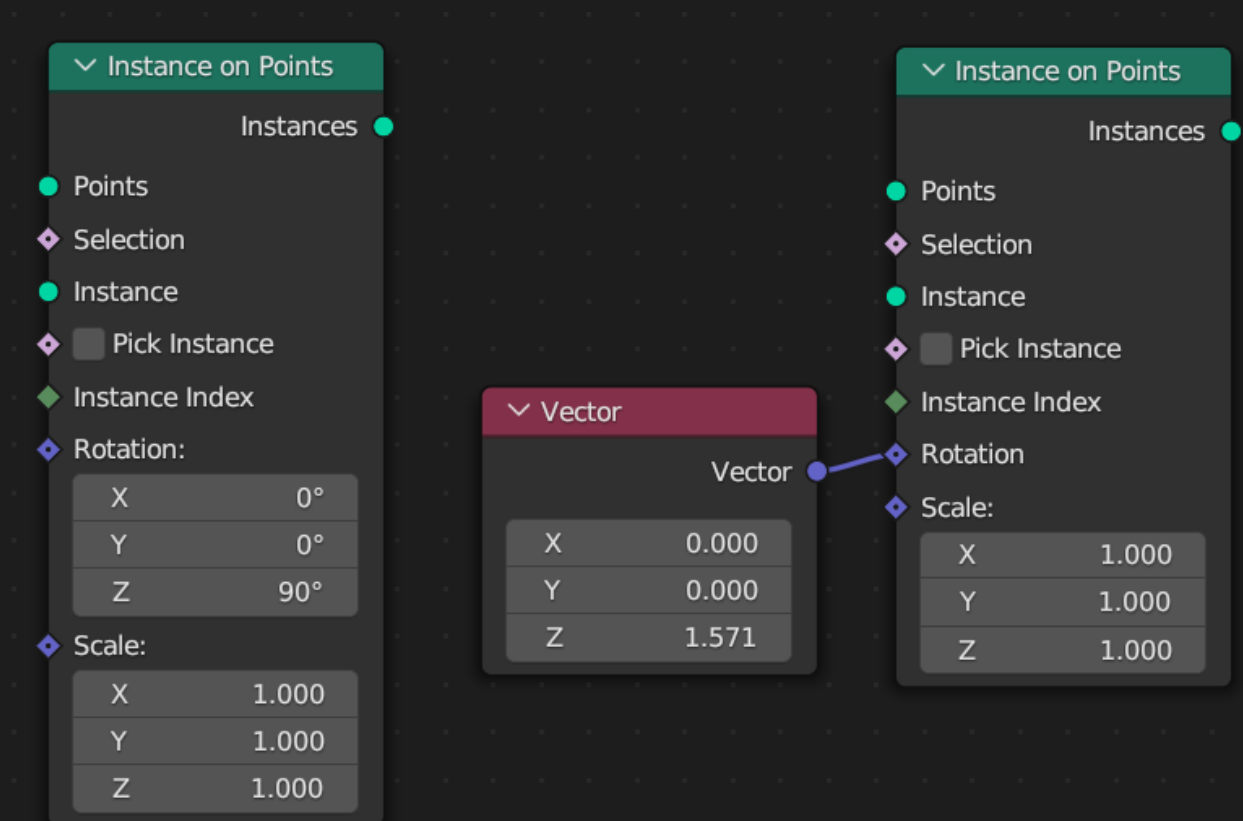 Instance on Points
Instances
Points
Selection
Instance
Pick Instance
Instance Index
Rotation:
X 0°
Y 0°
Z 90°
Scale:
X 1.000
Y 1.000
Z 1.000
Vector
Vector
X 0.000
Y 0.000
Z 1.571
Instance on Points
Instances
Points
Selection
Instance
Pick Instance
Instance Index
Rotation
Scale:
X 1.000
Y 1.000
Z 1.000